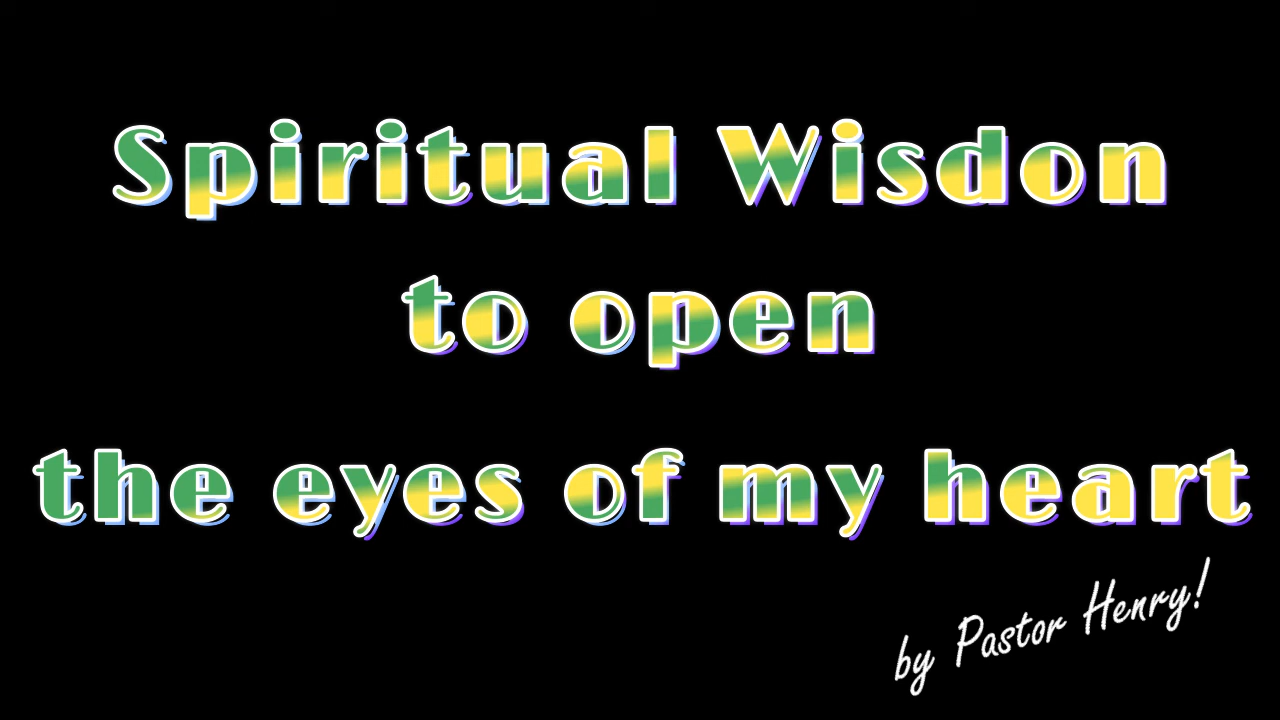 Spiritual Wisdon
to open
the eyes of my heart
by Pastor Henry!